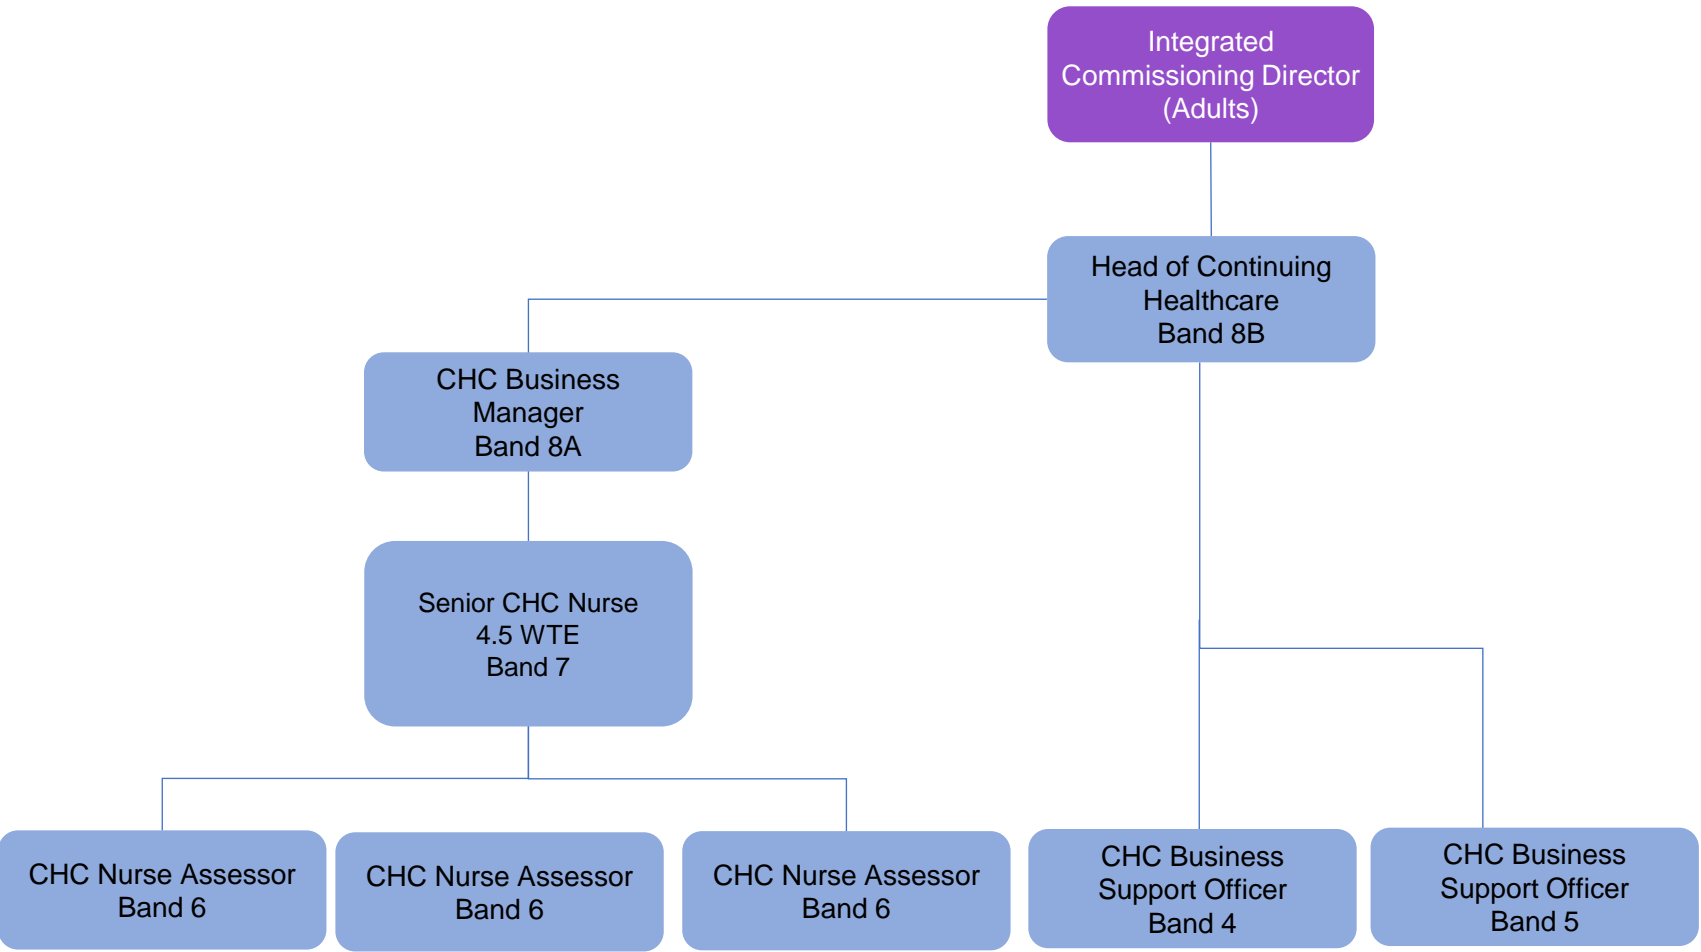 Integrated
Commissioning Director
(Adults)
Head of Continuing
Healthcare
Band 8B
CHC Business
Manager
Band 8A
Senior CHC Nurse
4.5 WTE
Band 7
CHC Nurse Assessor
Band 6
CHC Nurse Assessor
Band 6
CHC Nurse Assessor
Band 6
CHC Business
Support Officer
Band 4
CHC Business
Support Officer
Band 5